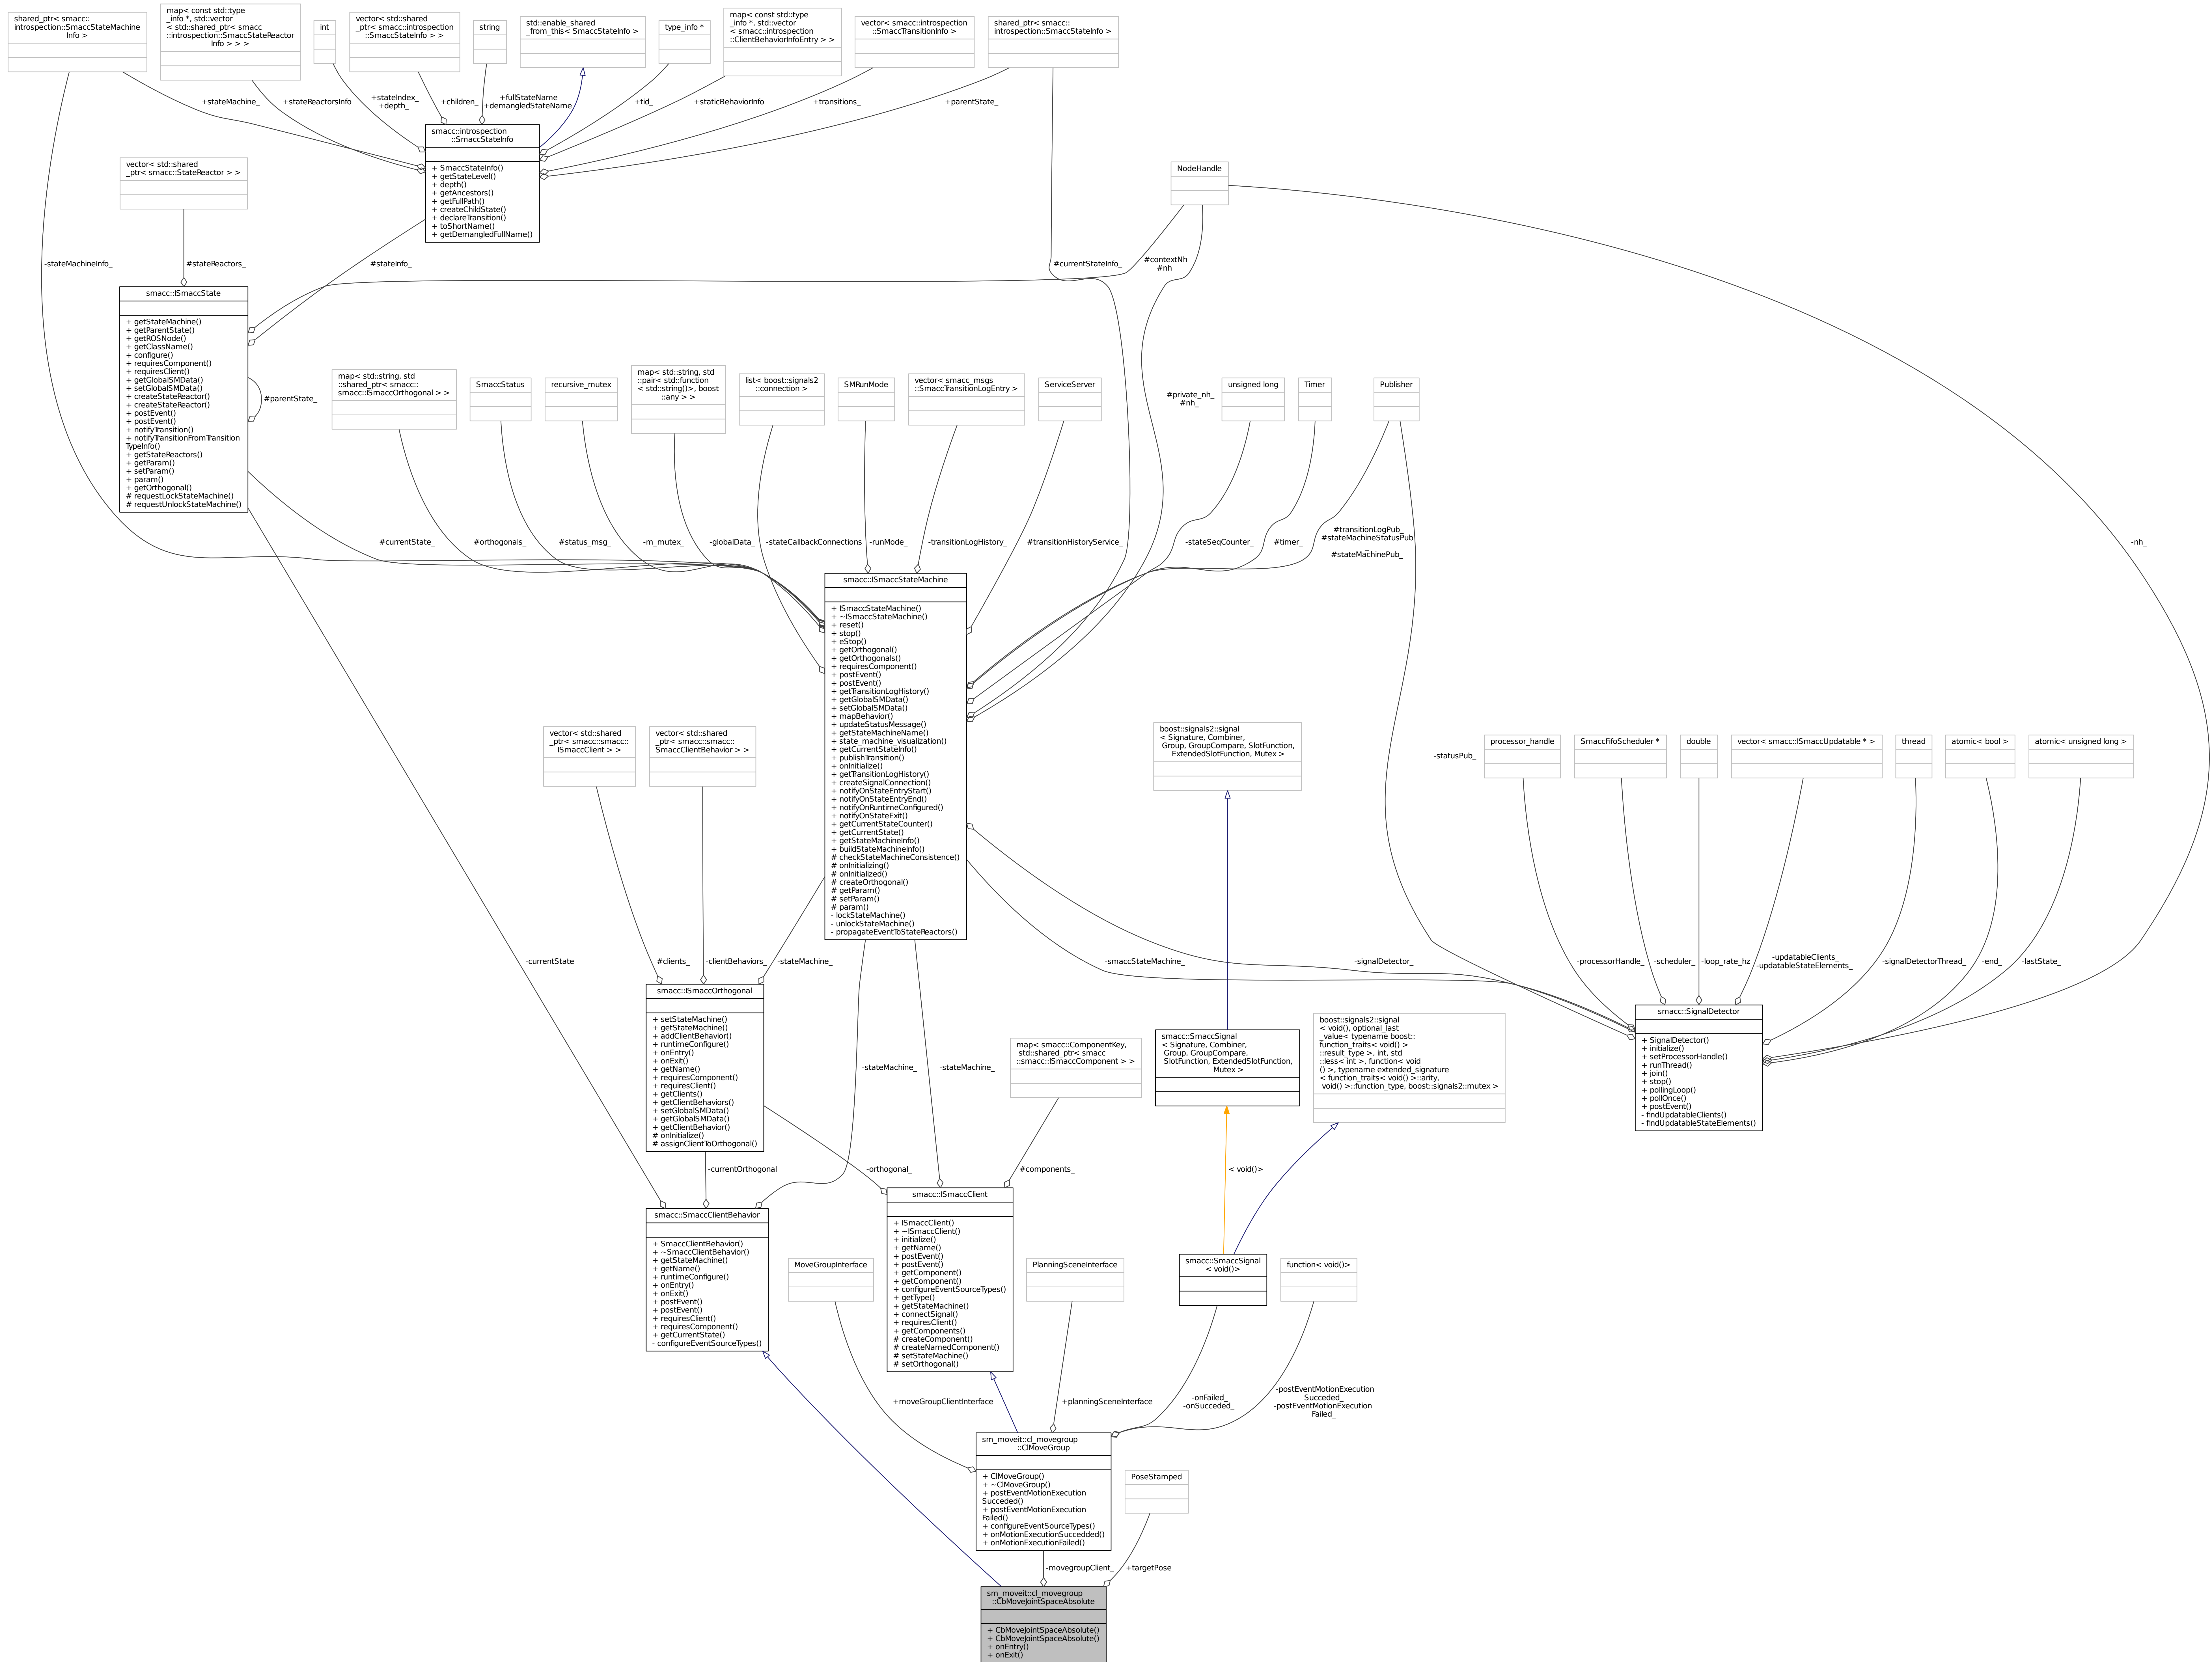 shared_ptr< smacc::
introspection::SmaccStateMachine
Info >
map< const std::type
_info *, std::vector
< std::shared_ptr< smacc
::introspection::SmaccStateReactor
Info > > >
int
vector< std::shared
_ptr< smacc::introspection
::SmaccStateInfo > >
string
std::enable_shared
_from_this< SmaccStateInfo >
type_info *
map< const std::type
_info *, std::vector
< smacc::introspection
::ClientBehaviorInfoEntry > >
vector< smacc::introspection
::SmaccTransitionInfo >
shared_ptr< smacc::
introspection::SmaccStateInfo >
+stateMachine_
+stateReactorsInfo
+stateIndex_
+depth_
+children_
+fullStateName
+demangledStateName
+tid_
+staticBehaviorInfo
+transitions_
+parentState_
smacc::introspection
::SmaccStateInfo
+ SmaccStateInfo()
+ getStateLevel()
+ depth()
+ getAncestors()
+ getFullPath()
+ createChildState()
+ declareTransition()
+ toShortName()
+ getDemangledFullName()
vector< std::shared
_ptr< smacc::StateReactor > >
NodeHandle
-stateMachineInfo_
#stateReactors_
#stateInfo_
#contextNh
#nh
#currentStateInfo_
smacc::ISmaccState
+ getStateMachine()
+ getParentState()
+ getROSNode()
+ getClassName()
+ configure()
+ requiresComponent()
+ requiresClient()
+ getGlobalSMData()
+ setGlobalSMData()
+ createStateReactor()
+ createStateReactor()
+ postEvent()
+ postEvent()
+ notifyTransition()
+ notifyTransitionFromTransition
TypeInfo()
+ getStateReactors()
+ getParam()
+ setParam()
+ param()
+ getOrthogonal()
# requestLockStateMachine()
# requestUnlockStateMachine()
#parentState_
map< std::string, std
::shared_ptr< smacc::
smacc::ISmaccOrthogonal > >
SmaccStatus
recursive_mutex
map< std::string, std
::pair< std::function
< std::string()>, boost
::any > >
list< boost::signals2
::connection >
SMRunMode
vector< smacc_msgs
::SmaccTransitionLogEntry >
ServiceServer
#private_nh_
#nh_
unsigned long
Timer
Publisher
#currentState_
#orthogonals_
#status_msg_
-m_mutex_
-globalData_
-stateCallbackConnections
-runMode_
-transitionLogHistory_
#transitionHistoryService_
-stateSeqCounter_
#timer_
#transitionLogPub_
#stateMachineStatusPub
_
#stateMachinePub_
-nh_
smacc::ISmaccStateMachine
+ ISmaccStateMachine()
+ ~ISmaccStateMachine()
+ reset()
+ stop()
+ eStop()
+ getOrthogonal()
+ getOrthogonals()
+ requiresComponent()
+ postEvent()
+ postEvent()
+ getTransitionLogHistory()
+ getGlobalSMData()
+ setGlobalSMData()
+ mapBehavior()
+ updateStatusMessage()
+ getStateMachineName()
+ state_machine_visualization()
+ getCurrentStateInfo()
+ publishTransition()
+ onInitialize()
+ getTransitionLogHistory()
+ createSignalConnection()
+ notifyOnStateEntryStart()
+ notifyOnStateEntryEnd()
+ notifyOnRuntimeConfigured()
+ notifyOnStateExit()
+ getCurrentStateCounter()
+ getCurrentState()
+ getStateMachineInfo()
+ buildStateMachineInfo()
# checkStateMachineConsistence()
# onInitializing()
# onInitialized()
# createOrthogonal()
# getParam()
# setParam()
# param()
- lockStateMachine()
- unlockStateMachine()
- propagateEventToStateReactors()
vector< std::shared
_ptr< smacc::smacc::
ISmaccClient > >
vector< std::shared
_ptr< smacc::smacc::
SmaccClientBehavior > >
boost::signals2::signal
< Signature, Combiner,
Group, GroupCompare, SlotFunction,
ExtendedSlotFunction, Mutex >
-statusPub_
processor_handle
SmaccFifoScheduler *
double
vector< smacc::ISmaccUpdatable * >
thread
atomic< bool >
atomic< unsigned long >
-currentState
#clients_
-clientBehaviors_
-stateMachine_
-smaccStateMachine_
-signalDetector_
-processorHandle_
-scheduler_
-loop_rate_hz
-updatableClients_
-updatableStateElements_
-signalDetectorThread_
-end_
-lastState_
smacc::ISmaccOrthogonal
+ setStateMachine()
+ getStateMachine()
+ addClientBehavior()
+ runtimeConfigure()
+ onEntry()
+ onExit()
+ getName()
+ requiresComponent()
+ requiresClient()
+ getClients()
+ getClientBehaviors()
+ setGlobalSMData()
+ getGlobalSMData()
+ getClientBehavior()
# onInitialize()
# assignClientToOrthogonal()
-stateMachine_
-stateMachine_
map< smacc::ComponentKey,
std::shared_ptr< smacc
::smacc::ISmaccComponent > >
smacc::SmaccSignal
< Signature, Combiner,
Group, GroupCompare,
SlotFunction, ExtendedSlotFunction,
Mutex >
boost::signals2::signal
< void(), optional_last
_value< typename boost::
function_traits< void() >
::result_type >, int, std
::less< int >, function< void
() >, typename extended_signature
< function_traits< void() >::arity,
void() >::function_type, boost::signals2::mutex >
smacc::SignalDetector
+ SignalDetector()
+ initialize()
+ setProcessorHandle()
+ runThread()
+ join()
+ stop()
+ pollingLoop()
+ pollOnce()
+ postEvent()
- findUpdatableClients()
- findUpdatableStateElements()
-currentOrthogonal
-orthogonal_
#components_
< void()>
smacc::SmaccClientBehavior
+ SmaccClientBehavior()
+ ~SmaccClientBehavior()
+ getStateMachine()
+ getName()
+ runtimeConfigure()
+ onEntry()
+ onExit()
+ postEvent()
+ postEvent()
+ requiresClient()
+ requiresComponent()
+ getCurrentState()
- configureEventSourceTypes()
MoveGroupInterface
smacc::ISmaccClient
+ ISmaccClient()
+ ~ISmaccClient()
+ initialize()
+ getName()
+ postEvent()
+ postEvent()
+ getComponent()
+ getComponent()
+ configureEventSourceTypes()
+ getType()
+ getStateMachine()
+ connectSignal()
+ requiresClient()
+ getComponents()
# createComponent()
# createNamedComponent()
# setStateMachine()
# setOrthogonal()
PlanningSceneInterface
smacc::SmaccSignal
< void()>
function< void()>
+moveGroupClientInterface
+planningSceneInterface
-onFailed_
-onSucceded_
-postEventMotionExecution
Succeded_
-postEventMotionExecution
Failed_
sm_moveit::cl_movegroup
::ClMoveGroup
+ ClMoveGroup()
+ ~ClMoveGroup()
+ postEventMotionExecution
Succeded()
+ postEventMotionExecution
Failed()
+ configureEventSourceTypes()
+ onMotionExecutionSuccedded()
+ onMotionExecutionFailed()
PoseStamped
-movegroupClient_
+targetPose
sm_moveit::cl_movegroup
::CbMoveJointSpaceAbsolute
+ CbMoveJointSpaceAbsolute()
+ CbMoveJointSpaceAbsolute()
+ onEntry()
+ onExit()